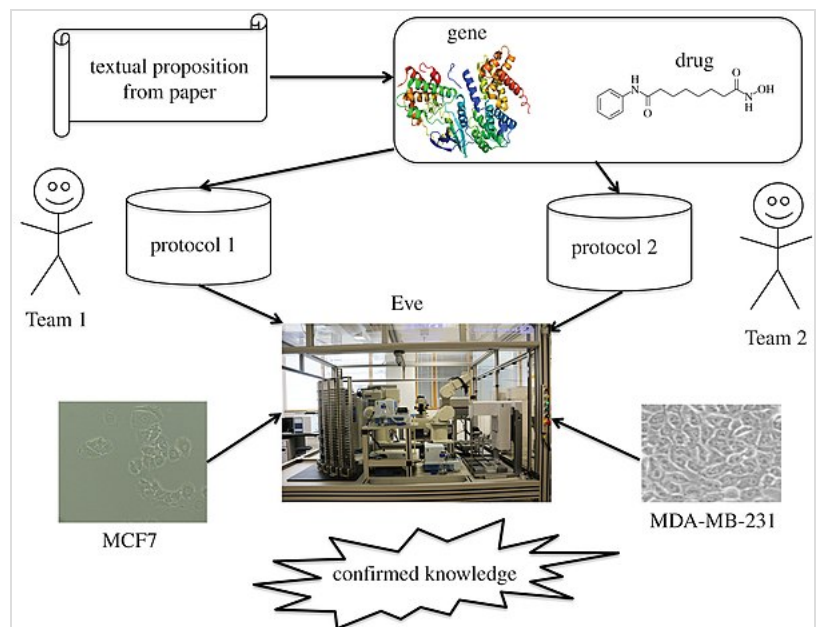 textual proposition
from paper
gene
drug
H
N
O
O
N
H
OH
protocol 1
protocol 2
Team 1
Eve
Team 2
MCF7
MDA-MB-231
confirmed knowledge